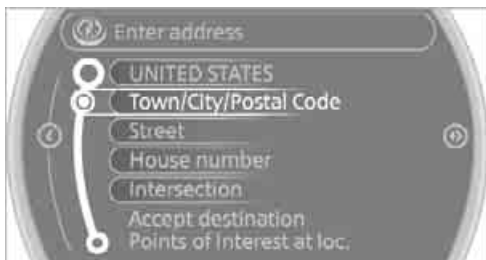 Enter address
UNITED STATES
Town/City/Postal Code
Street
House number
Intersection
Accept destination
Points of Interest at loc.